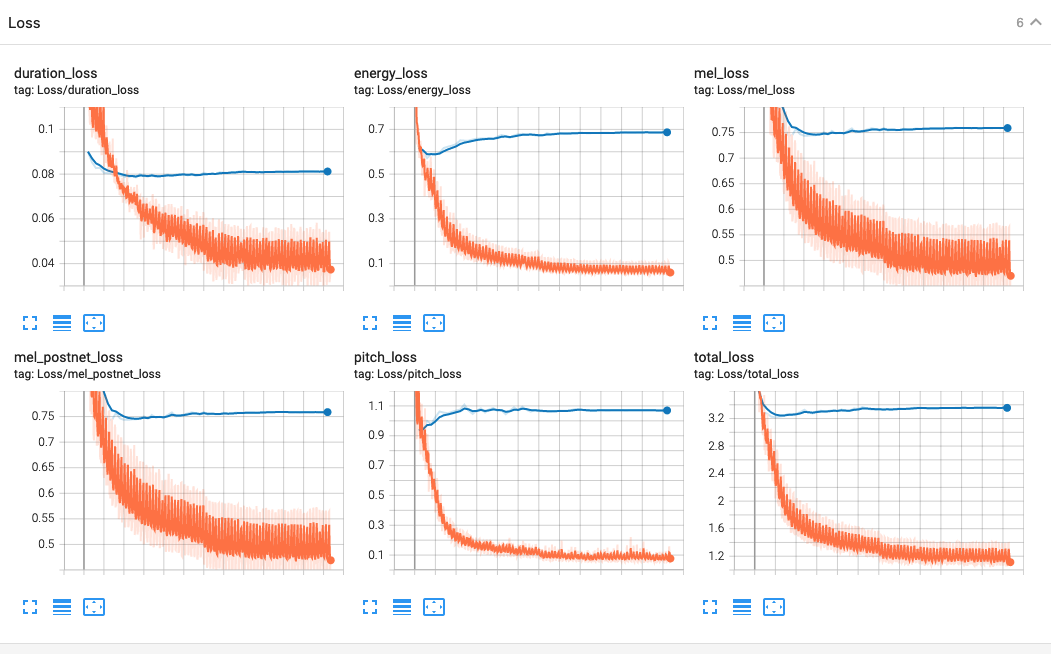 Loss
6
duration_loss
tag: Loss/duration_loss
0.1
0.08
0.06
0.04
energy_loss
tag: Loss/energy_loss
0.7
0.5
0.3
0.1
mel_loss
tag: Loss/mel_loss
0.75
0.7
0.65
0.6
0.55
0.5
mel_postnet_loss
tag: Loss/mel_postnet_loss
0.75
0.7
0.65
0.6
0.55
0.5
pitch_loss
tag: Loss/pitch_loss
1.1
0.9
0.7
0.5
0.3
0.1
total_loss
tag: Loss/total_loss
3.2
2.8
2.4
2
1.6
1.2